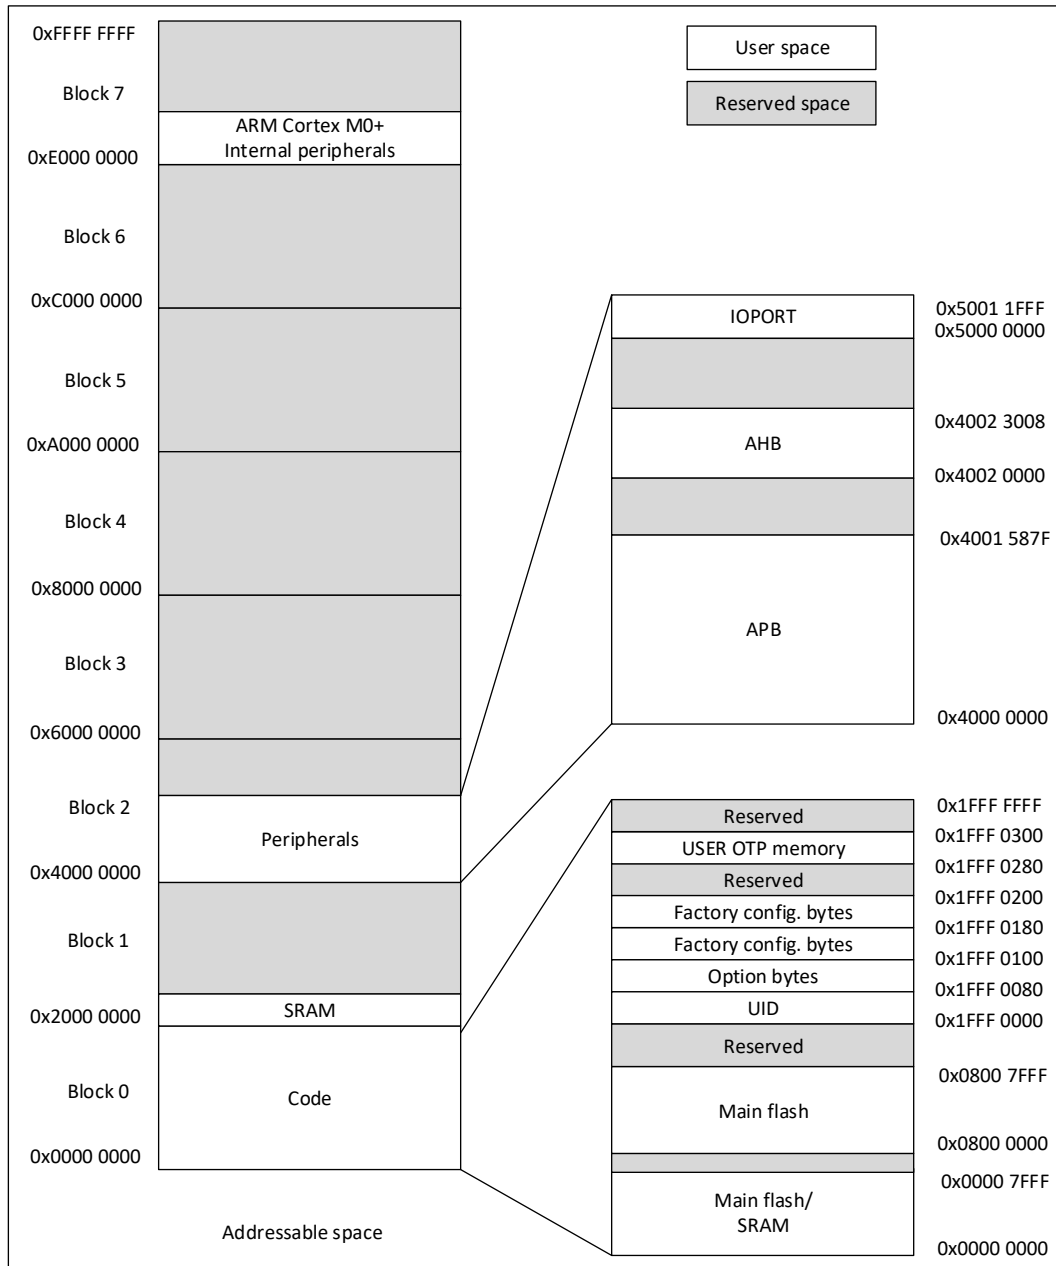 0xFFFF FFFF
Block 7
ARM Cortex M0+
Internal peripherals
0xE000 0000
Block 6
0xC000 0000
Block 5
0xA000 0000
Block 4
0x8000 0000
Block 3
0x6000 0000
Block 2
Peripherals
0x4000 0000
Block 1
SRAM
0x2000 0000
Block 0
Code
0x0000 0000
Addressable space
User space
Reserved space
IOPORT
0x5001 1FFF
0x5000 0000
0x4002 3008
AHB
0x4002 0000
0x4001 587F
APB
0x4000 0000
0x1FFF FFFF
Reserved
0x1FFF 0300
USER OTP memory
0x1FFF 0280
Reserved
0x1FFF 0200
Factory config. bytes
0x1FFF 0180
Factory config. bytes
0x1FFF 0100
Option bytes
0x1FFF 0080
UID
0x1FFF 0000
Reserved
0x0800 7FFF
Main flash
0x0800 0000
0x0000 7FFF
Main flash/
SRAM
0x0000 0000